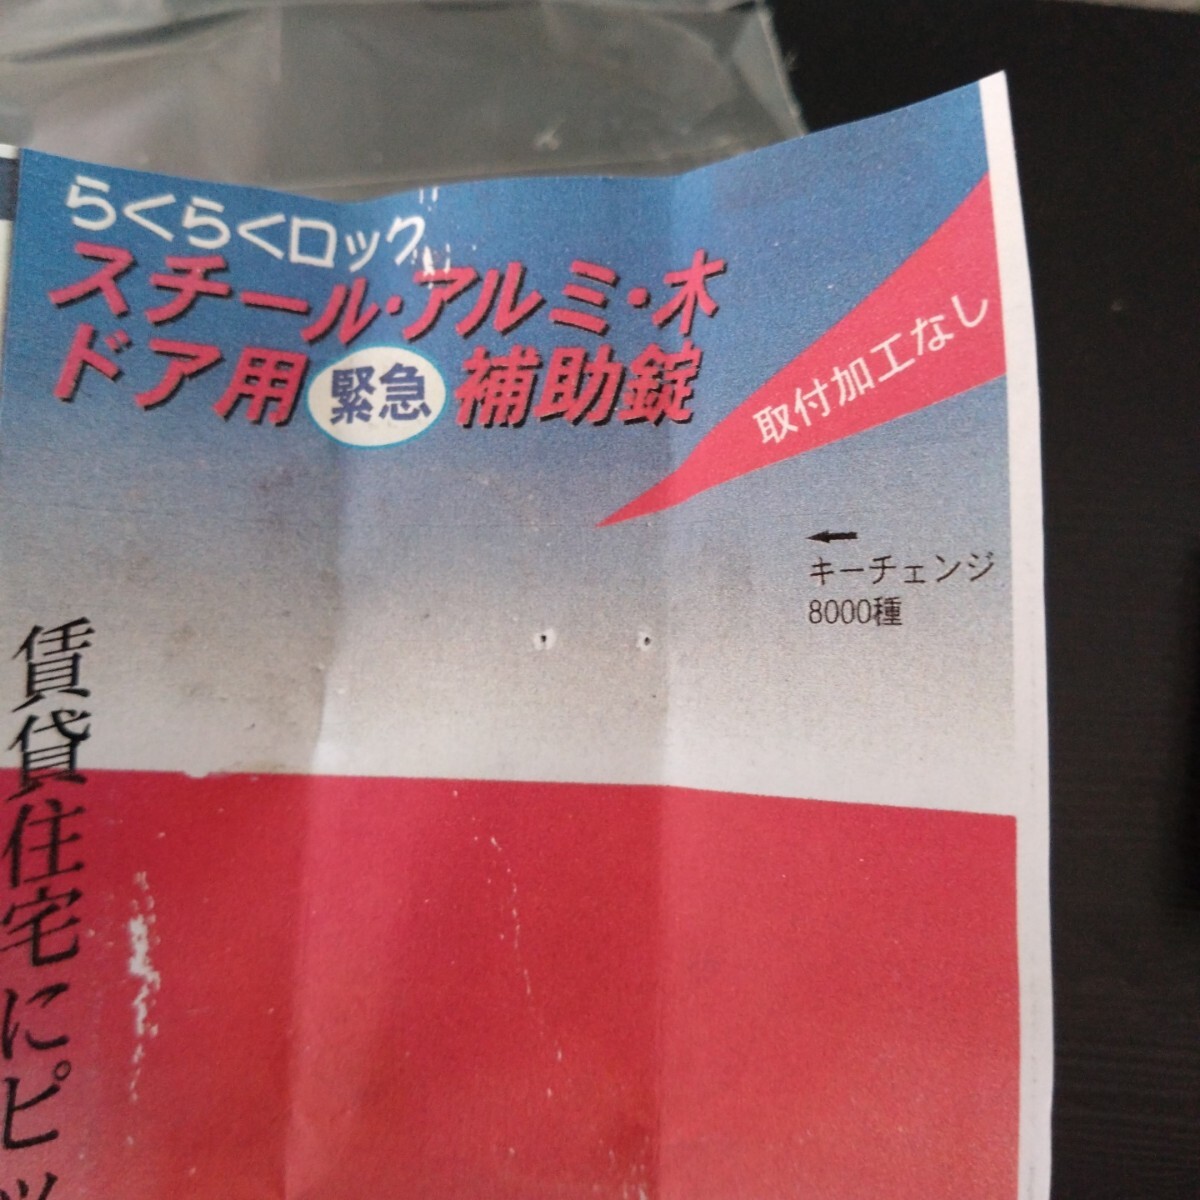 らくらくロック
スチール・アルミ・木
ドア用 緊急 補助錠
取付加工なし
←
キーチェンジ
8000種
賃貸住宅にピッ